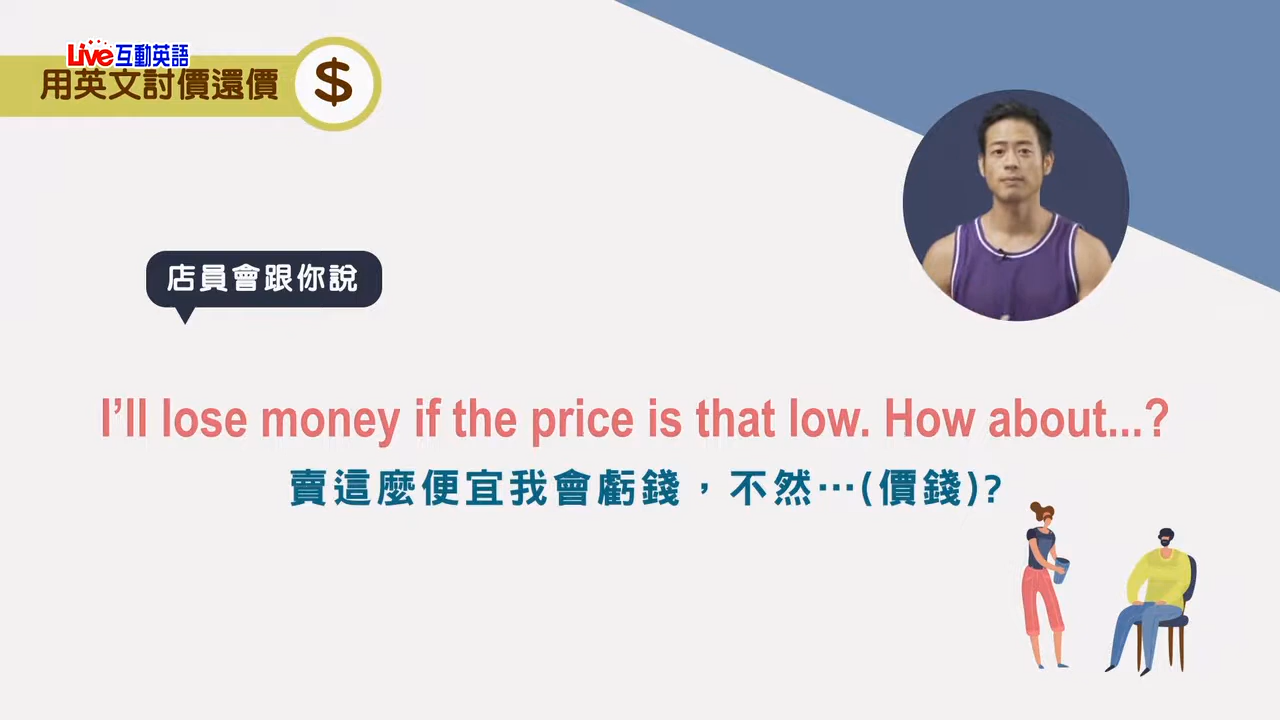 Live互動英語
用英文討價還價
$
店員會跟你說
I'll lose money if the price is that low. How about...?
賣這麼便宜我會虧錢，不然⋯(價錢)?